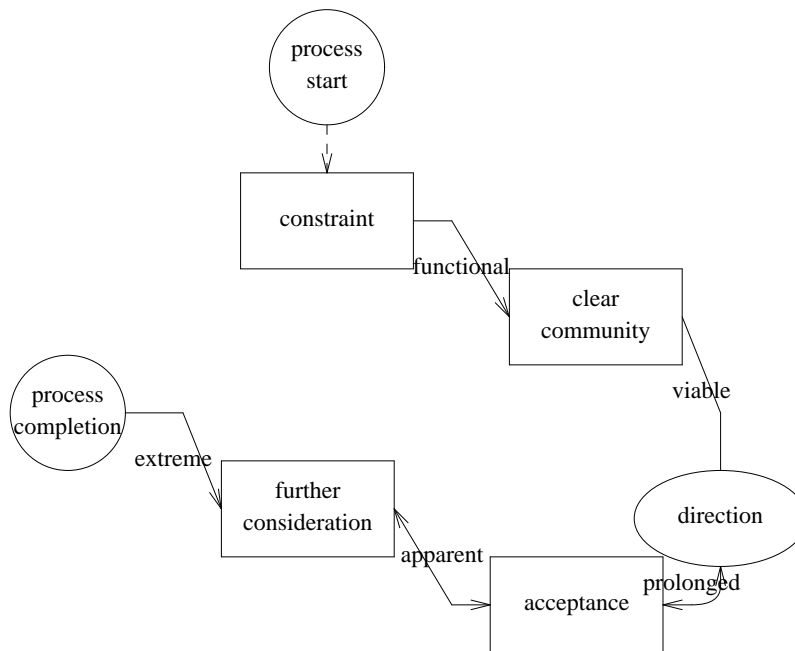 process
start
constraint
functional
clear
community
viable
process
completion
extreme
further
consideration
direction
apparent
prolonged
acceptance